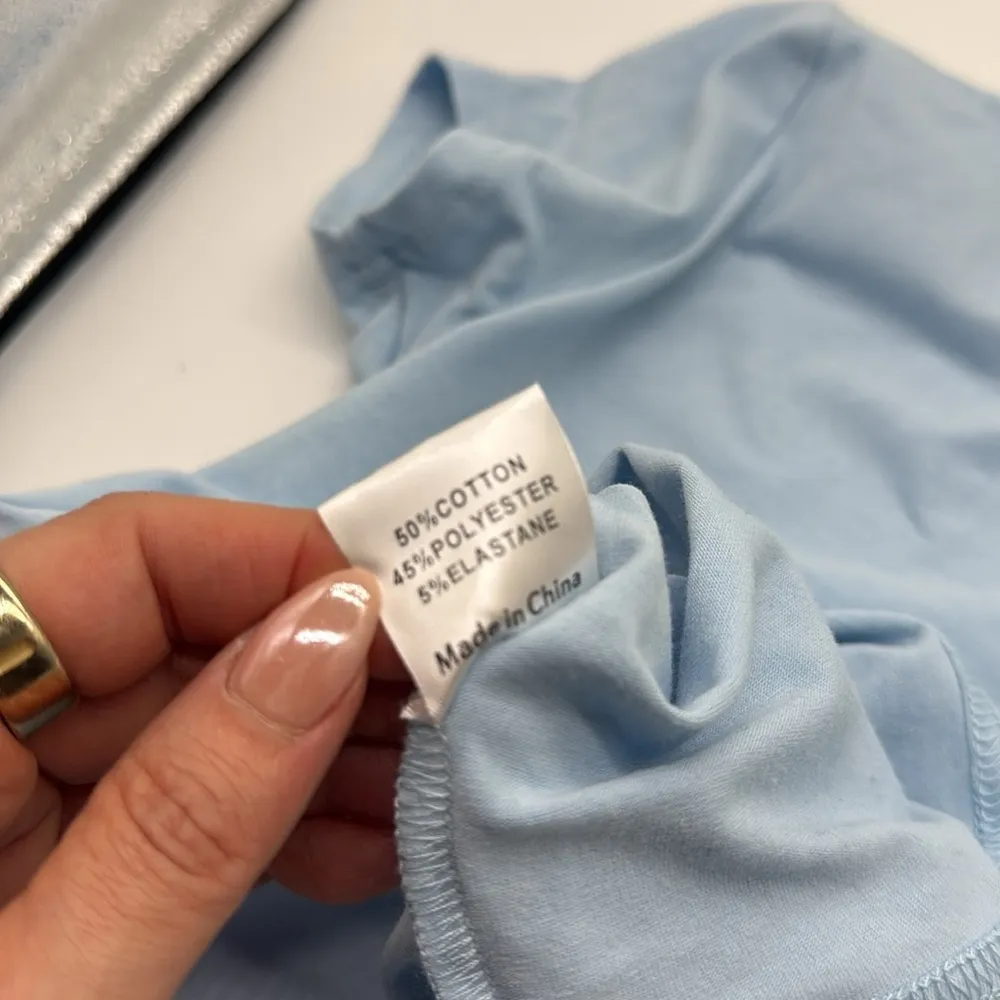 50%COTTON
45%POLYESTER
5%ELASTANE
Made in China